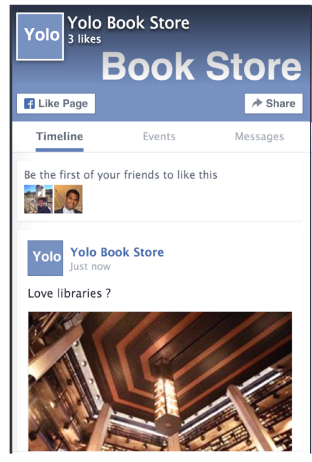 Yolo
Yolo Book Store
3 likes
Book Store
Like Page
Share
Timeline
Events
Messages
Be the first of your friends to like this
Yolo
Yolo Book Store
Just now
Love libraries ?